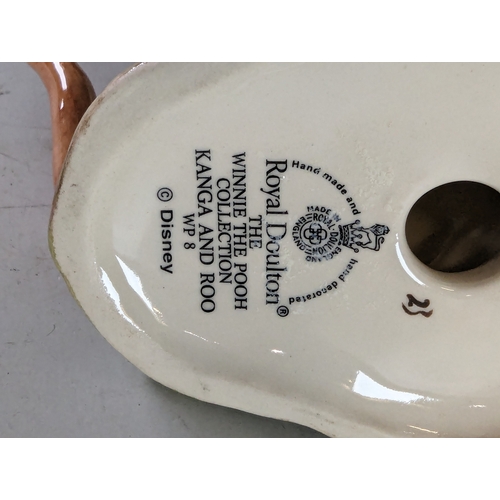 Hand made and
hand decorated
MADE IN
ENGLAND
ROYAL DOULTON
Royal Doulton®
THE
WINNIE THE POOH
COLLECTION
KANGA AND ROO
WP 8
© Disney